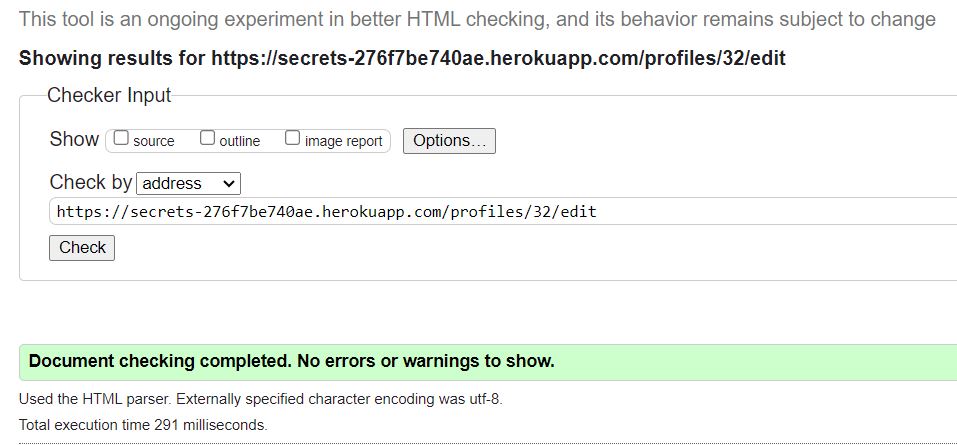 This tool is an ongoing experiment in better HTML checking, and its behavior remains subject to change
Showing results for https://secrets-276f7be740ae.herokuapp.com/profiles/32/edit
Checker Input
Show source outline image report Options...
Check by address
https://secrets-276f7be740ae.herokuapp.com/profiles/32/edit
Check
Document checking completed. No errors or warnings to show.
Used the HTML parser. Externally specified character encoding was utf-8.
Total execution time 291 milliseconds.